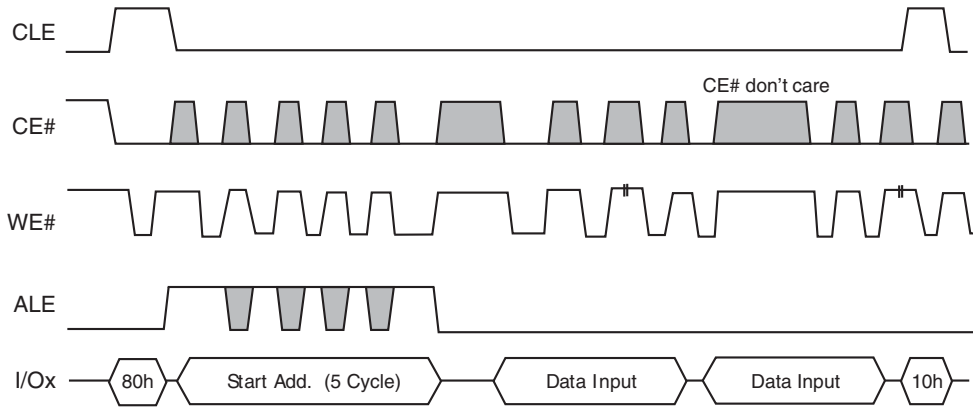 CLE
CE# don't care
CE#
WE#
ALE
I/Ox
80h
Start Add. (5 Cycle)
Data Input
Data Input
10h